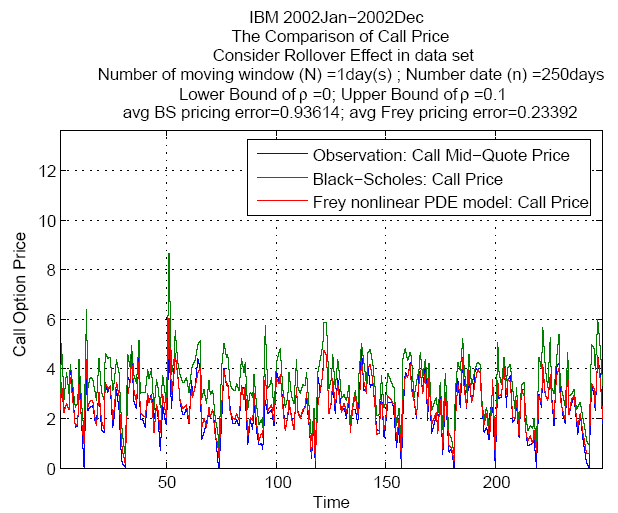 IBM 2002Jan−2002Dec
The Comparison of Call Price
Consider Rollover Effect in data set
Number of moving window (N) =1day(s) ; Number date (n) =250days
Lower Bound of ρ =0; Upper Bound of ρ =0.1
avg BS pricing error=0.93614; avg Frey pricing error=0.23392
Observation: Call Mid−Quote Price
Black−Scholes: Call Price
Frey nonlinear PDE model: Call Price
Call Option Price
12
10
8
6
4
2
0
50
100
150
200
Time